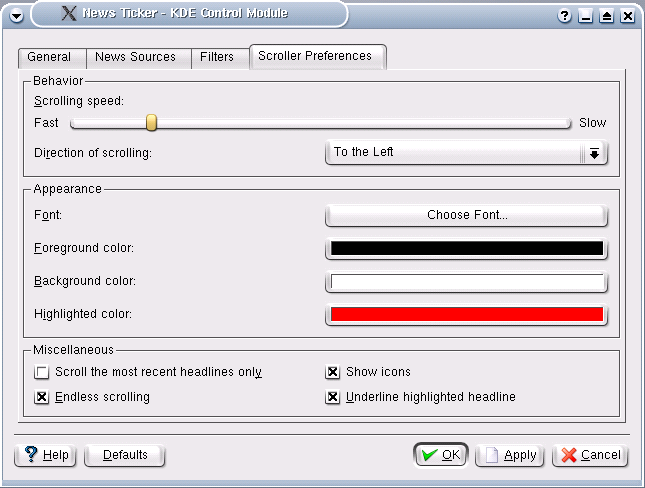 News Ticker - KDE Control Module
General News Sources Filters Scroller Preferences
Behavior
Scrolling speed:
Fast Slow
Direction of scrolling: To the Left
Appearance
Font: Choose Font...
Foreground color:
Background color:
Highlighted color:
Miscellaneous
Scroll the most recent headlines only Show icons
Endless scrolling Underline highlighted headline
Help Defaults OK Apply Cancel